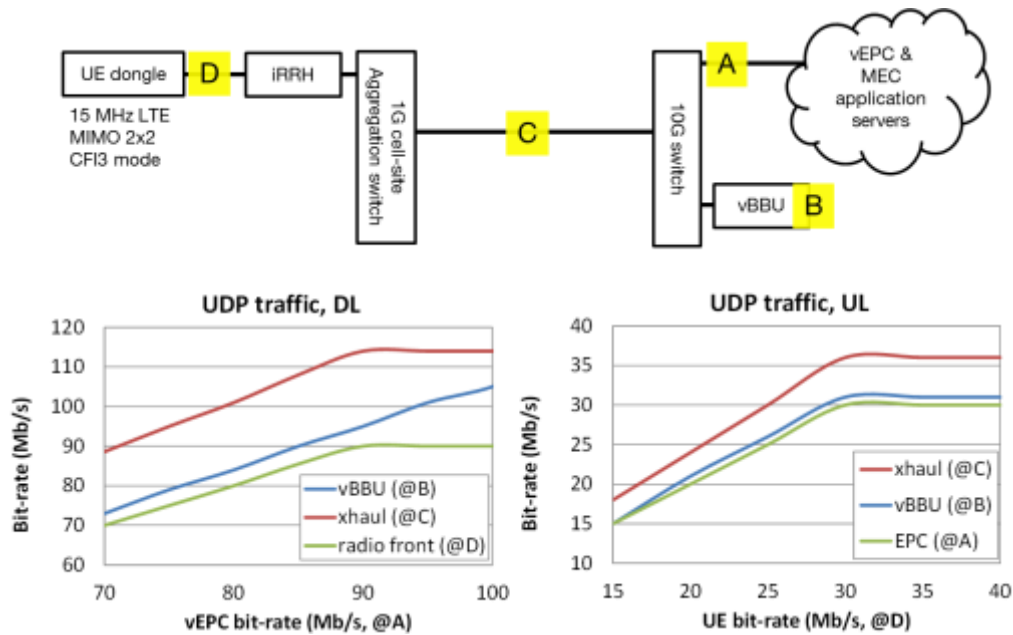 UE dongle
D
iRRH
15 MHz LTE
MIMO 2x2
CFI3 mode
1G cell-site
Aggregation switch
C
10G switch
A
vEPC &
MEC
application
servers
vBBU
B
UDP traffic, DL
Bit-rate (Mb/s)
120
110
100
90
80
70
60
vBBU (@B)
xhaul (@C)
radio front (@D)
70 80 90 100
vEPC bit-rate (Mb/s, @A)
UDP traffic, UL
Bit-rate (Mb/s)
40
35
30
25
20
15
10
xhaul (@C)
vBBU (@B)
EPC (@A)
15 20 25 30 35 40
UE bit-rate (Mb/s, @D)